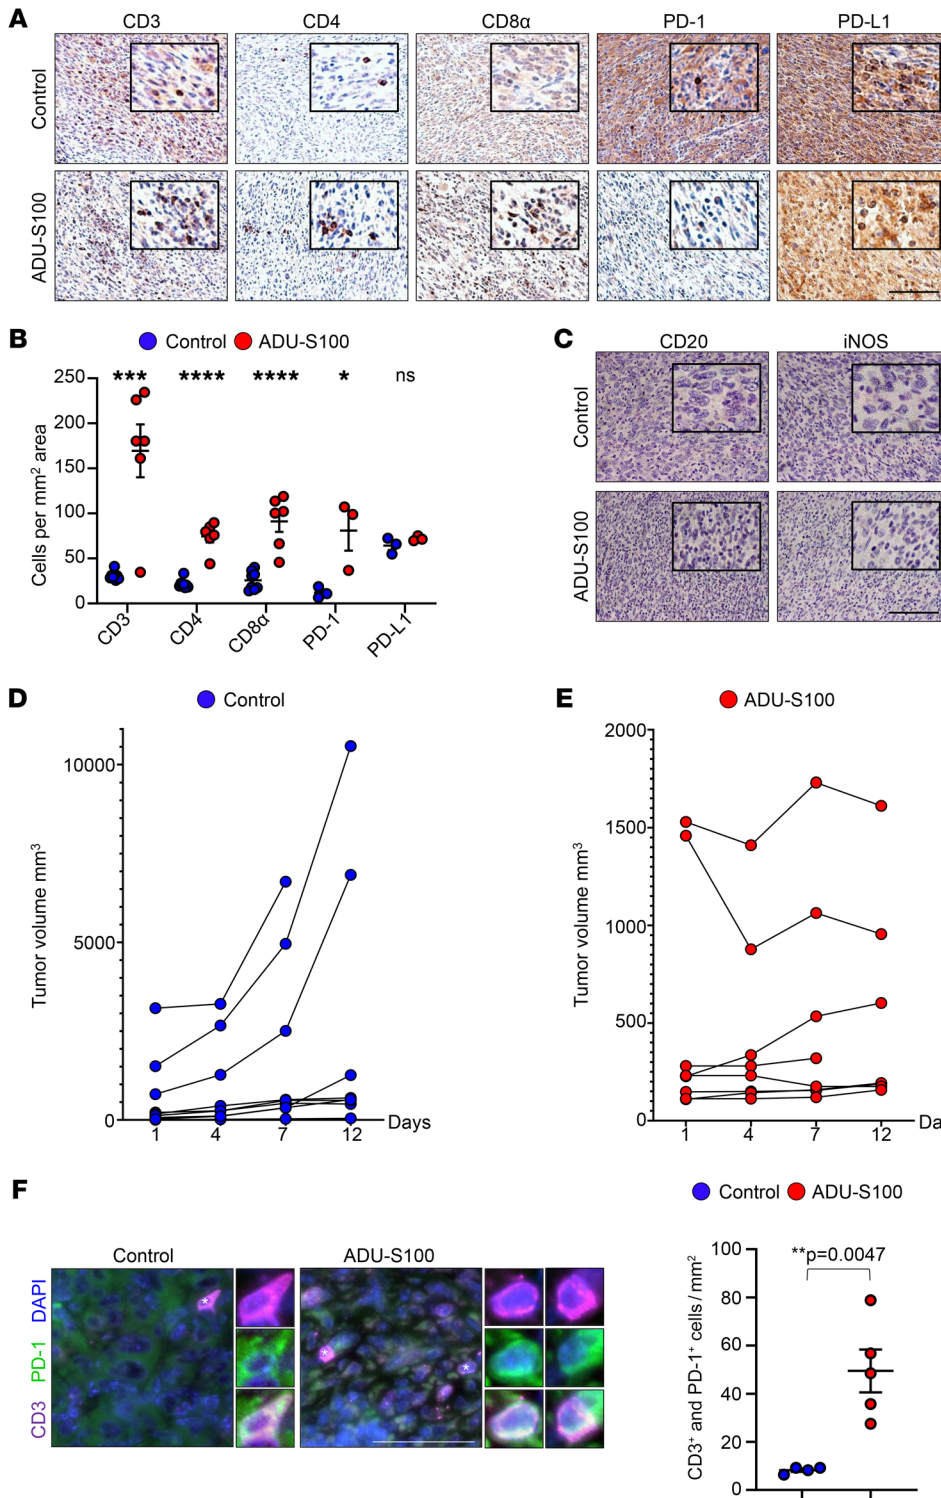 A
CD3 CD4 CD8α PD-1 PD-L1
Control
ADU-S100
B
Control ADU-S100
*** **** **** * ns
250
200
150
100
50
0
Cells per mm² area
CD3 CD4 CD8α PD-1 PD-L1
C
CD20 iNOS
Control
ADU-S100
D
Control
10000
5000
0
Tumor volume mm³
1 4 7 12 Days
E
ADU-S100
2000
1500
1000
500
0
Tumor volume mm³
1 4 7 12 Da
F
Control ADU-S100
CD3 PD-1 DAPI
*
* *
Control ADU-S100
**p=0.0047
100
80
60
40
20
0
CD3⁺ and PD-1⁺ cells / mm²